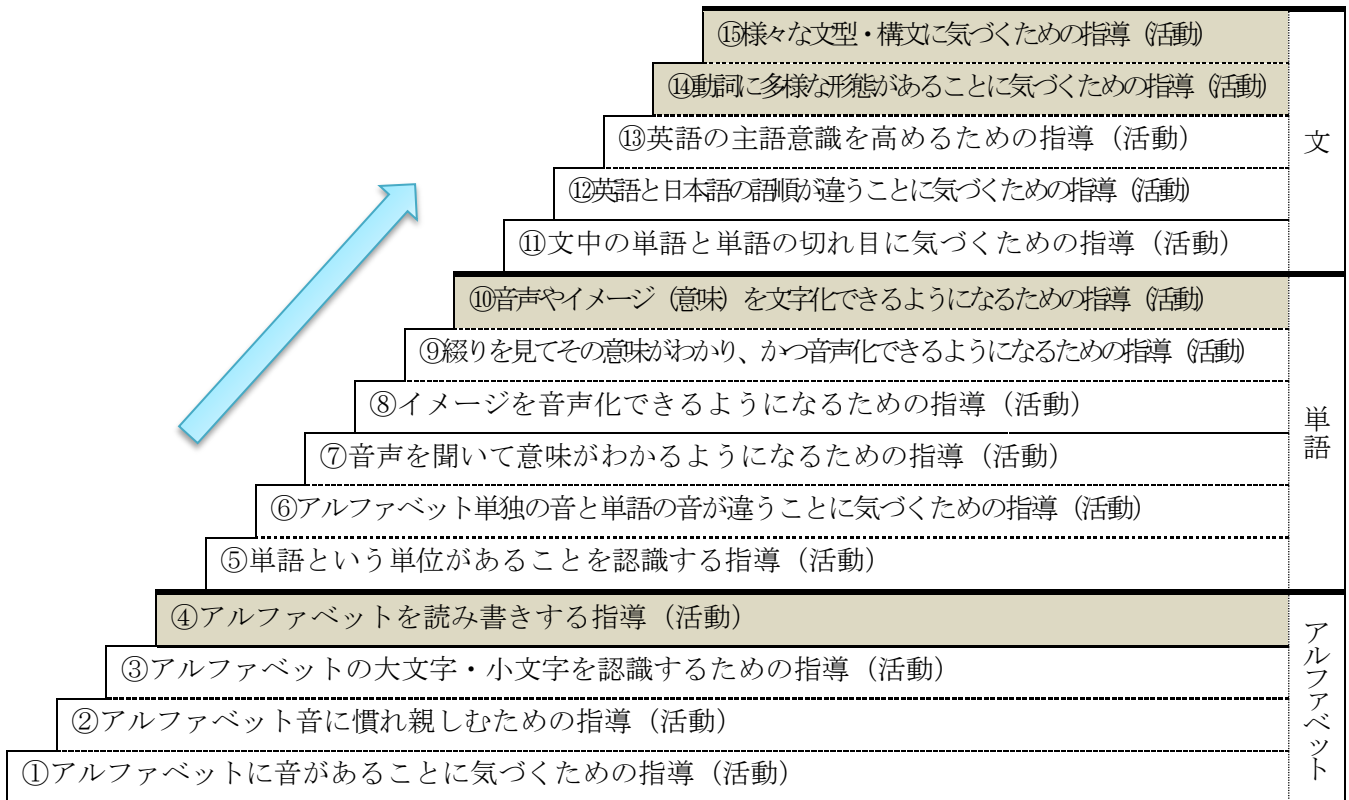 ⑮様々な文型・構文に気づくための指導（活動）
⑭動詞に多様な形態があることに気づくための指導（活動）
⑬英語の主語意識を高めるための指導（活動）
⑫英語と日本語の語順が違うことに気づくための指導（活動）
⑪文中の単語と単語の切れ目に気づくための指導（活動）
文
⑩音声やイメージ（意味）を文字化できるようになるための指導（活動）
⑨綴りを見てその意味がわかり、かつ音声化できるようになるための指導（活動）
⑧イメージを音声化できるようになるための指導（活動）
⑦音声を聞いて意味がわかるようになるための指導（活動）
⑥アルファベット単独の音と単語の音が違うことに気づくための指導（活動）
⑤単語という単位があることを認識する指導（活動）
単語
④アルファベットを読み書きする指導（活動）
③アルファベットの大文字・小文字を認識するための指導（活動）
②アルファベット音に慣れ親しむための指導（活動）
①アルファベットに音があることに気づくための指導（活動）
アルファベット